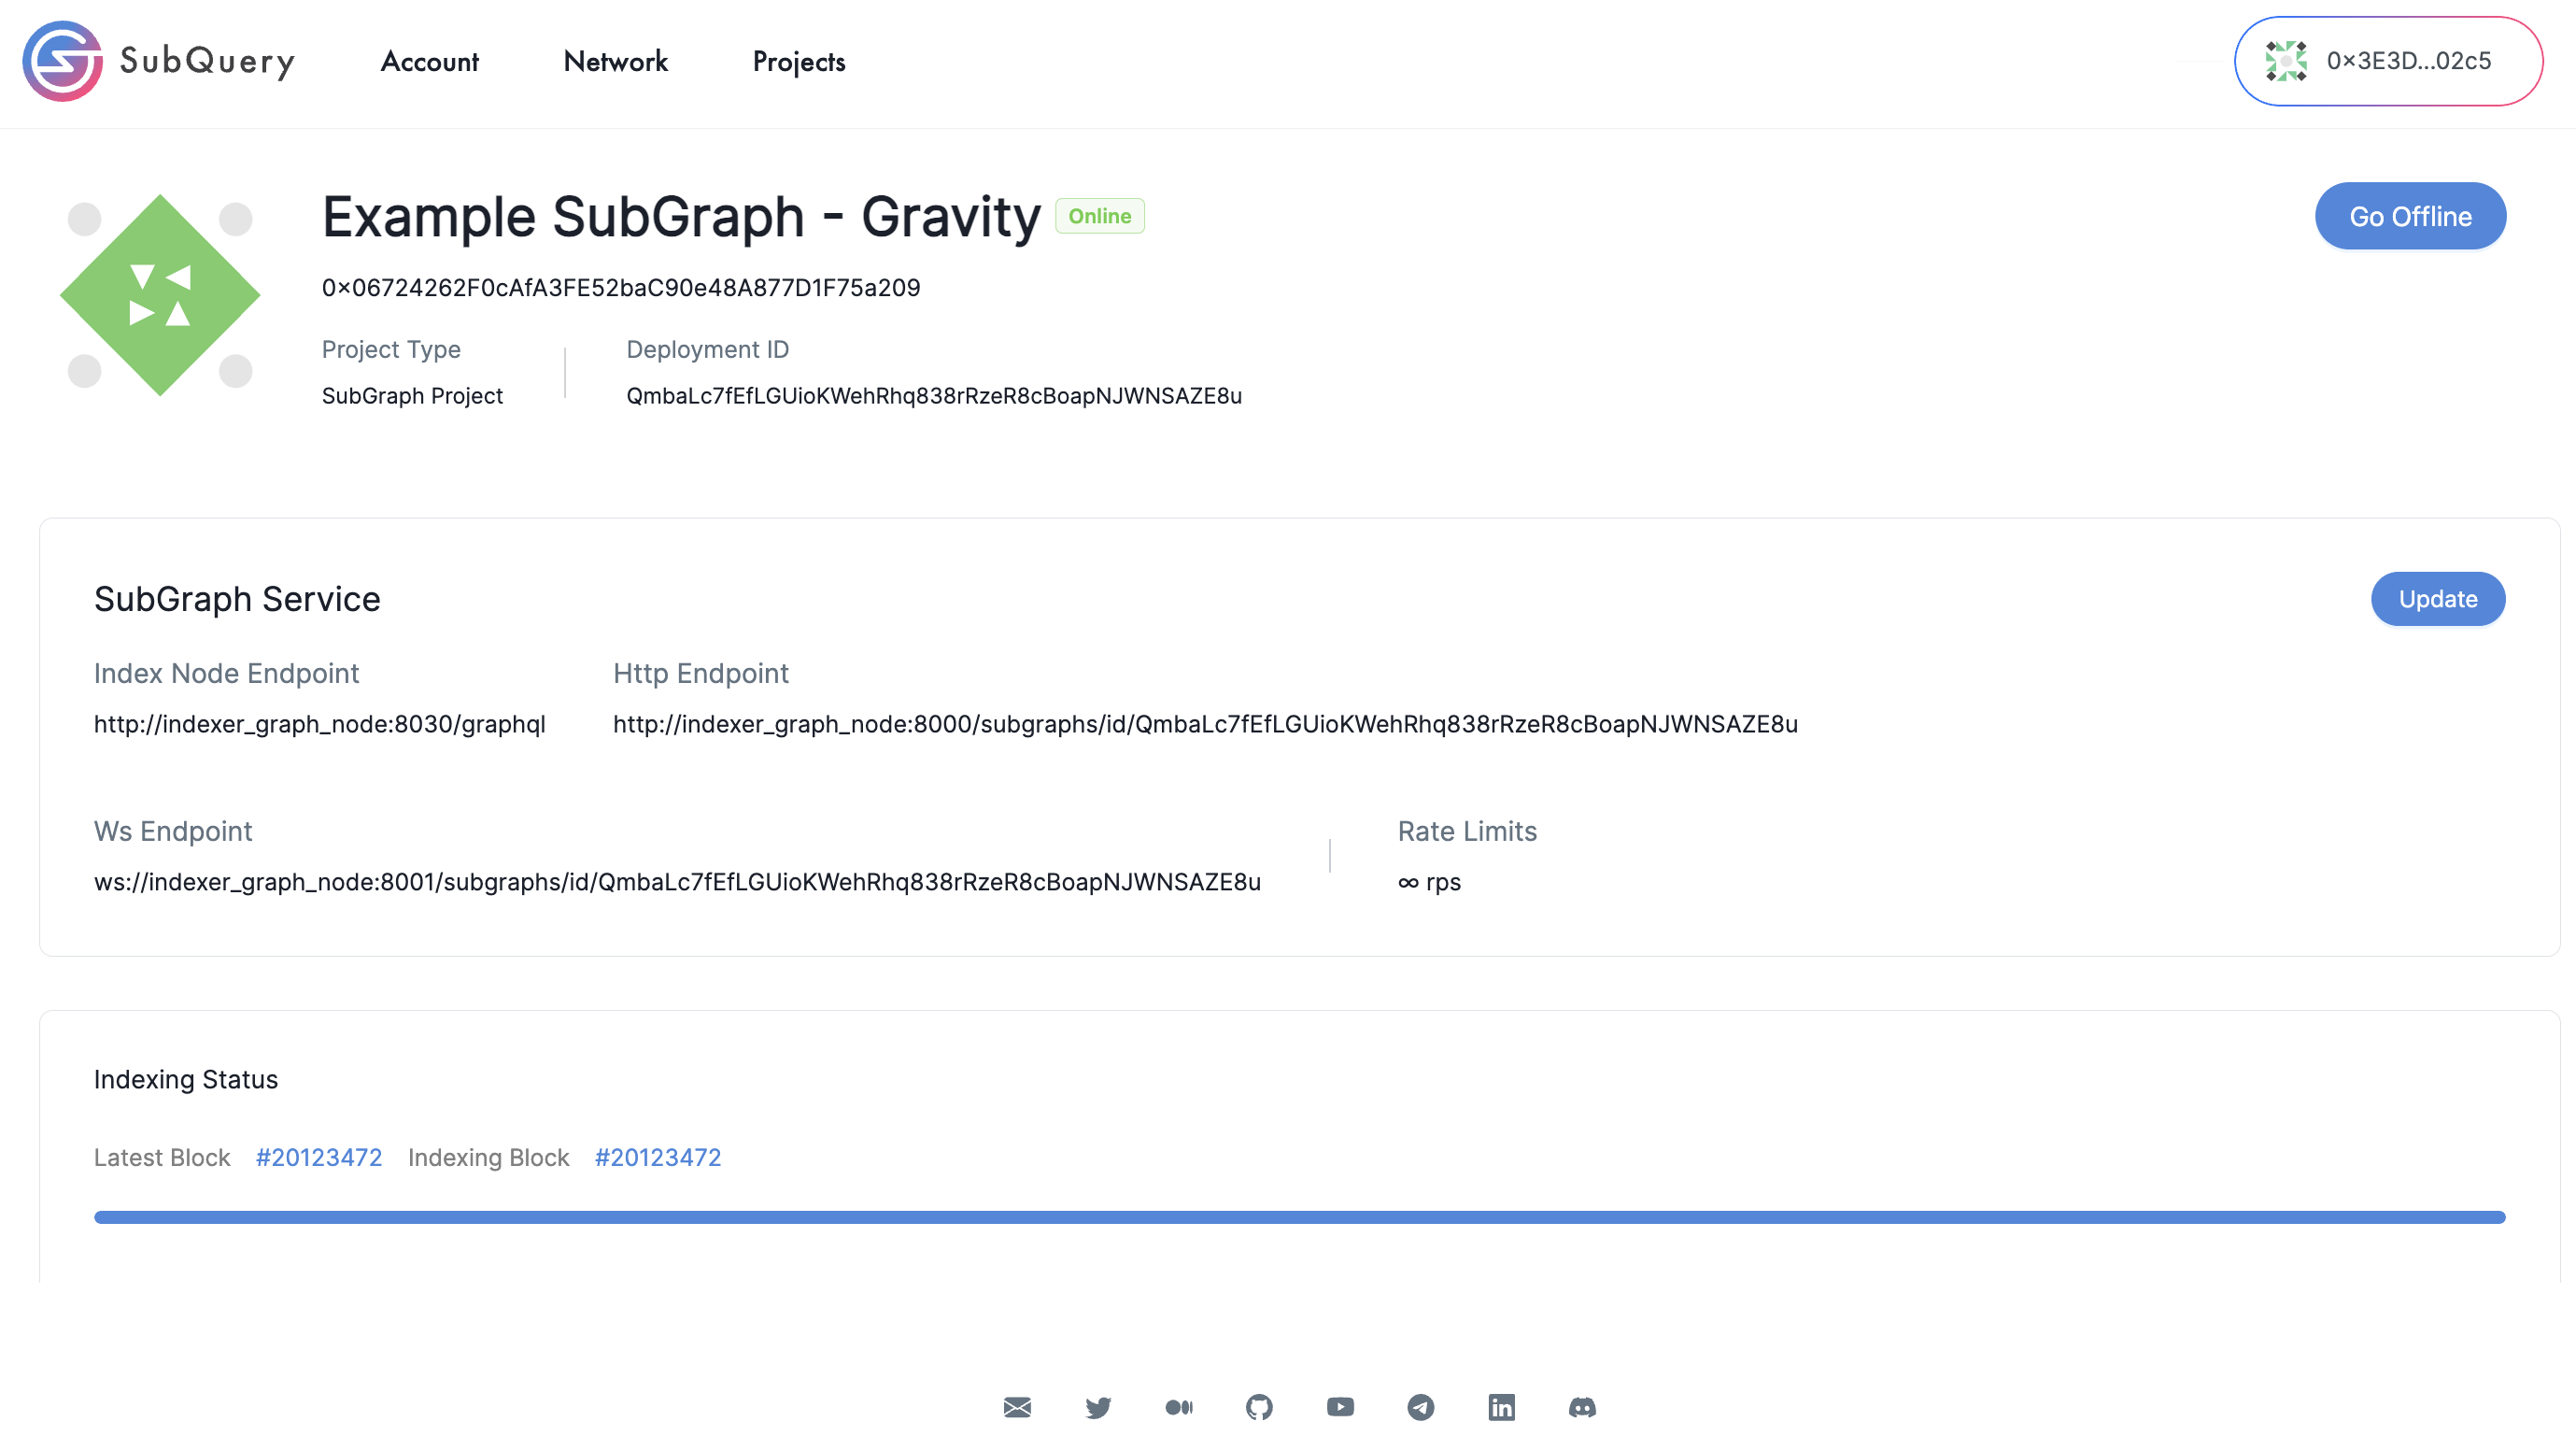 SubQuery
Account
Network
Projects
0x3E3D...02c5
Example SubGraph - Gravity
Online
Go Offline
0x06724262F0cAfA3FE52baC90e48A877D1F75a209
Project Type
Deployment ID
SubGraph Project
QmbaLc7fEfLGUioKWehRhq838rRzeR8cBoapNJWNSAZE8u
SubGraph Service
Update
Index Node Endpoint
Http Endpoint
http://indexer_graph_node:8030/graphql
http://indexer_graph_node:8000/subgraphs/id/QmbaLc7fEfLGUioKWehRhq838rRzeR8cBoapNJWNSAZE8u
Ws Endpoint
Rate Limits
ws://indexer_graph_node:8001/subgraphs/id/QmbaLc7fEfLGUioKWehRhq838rRzeR8cBoapNJWNSAZE8u
∞ rps
Indexing Status
Latest Block #20123472 Indexing Block #20123472